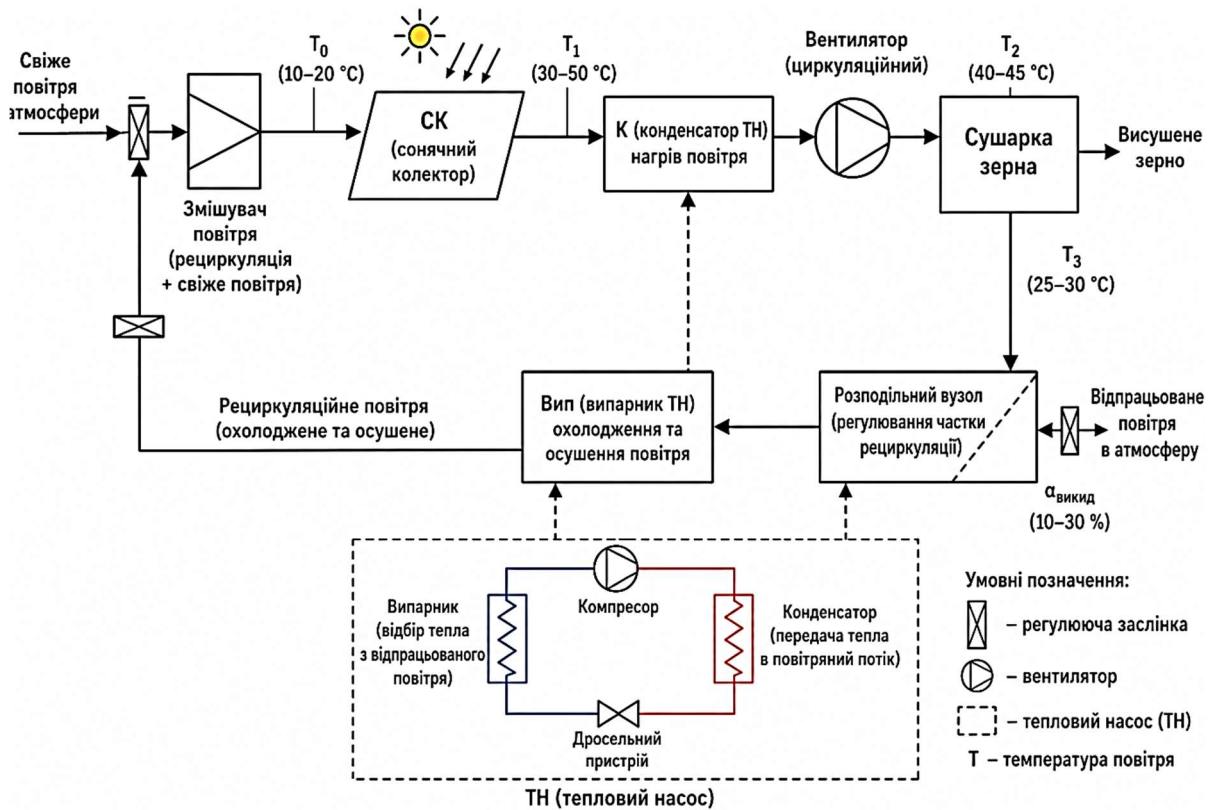 Свіже
повітря
атмосфери
T₀
(10–20 °C)
T₁
(30–50 °C)
Вентилятор
(циркуляційний)
T₂
(40–45 °C)
СК
(сонячний
колектор)
К (конденсатор ТН)
нагрів повітря
Сушарка
зерна
Висушене
зерно
Змішувач
повітря
(рециркуляція
+ свіже повітря)
T₃
(25–30 °C)
Рециркуляційне повітря
(охолоджене та осушене)
Вип (випарник ТН)
охолодження та
осушення повітря
Розподільний вузол
(регулювання частки
рециркуляції)
Відпрацьоване
повітря
в атмосферу
αвикид
(10–30 %)
Випарник
(відбір тепла
з відпрацьованого
повітря)
Компресор
Конденсатор
(передача тепла
в повітряний потік)
Дросельний
пристрій
ТН (тепловий насос)
Умовні позначення:
– регулююча заслінка
– вентилятор
– тепловий насос (ТН)
T – температура повітря